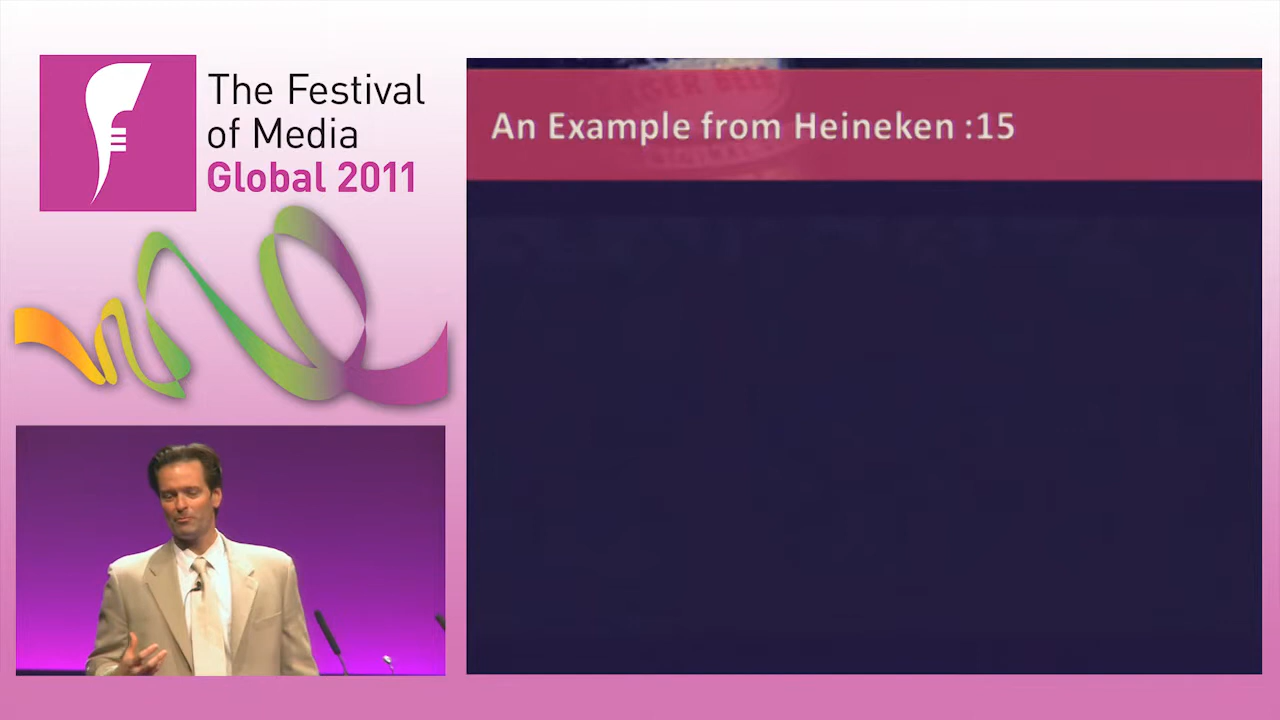 The Festival
of Media
Global 2011
An Example from Heineken :15